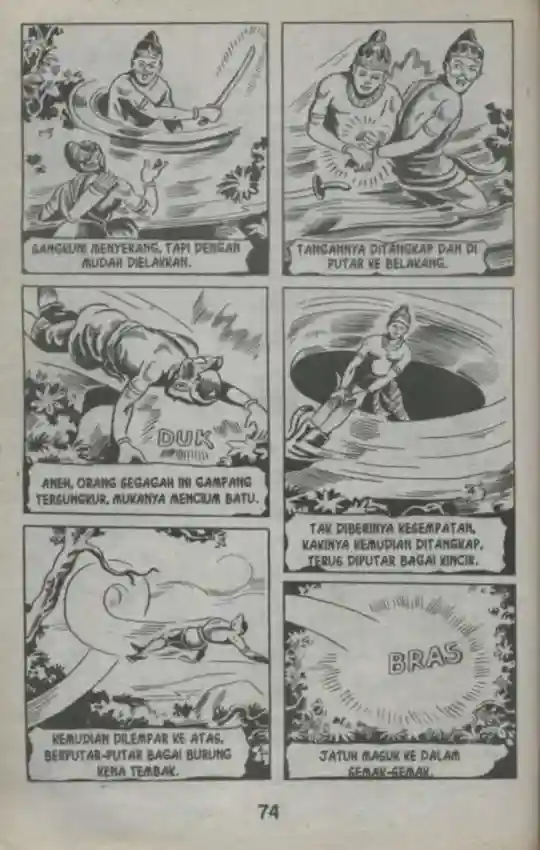 SANGKUNI MENYERANG, TAPI DENGAN
MUDAH DIELAKKAN.
TANGANNYA DITANGKAP DAN DI
PUTAR KE BELAKANG.
DUK
ANEH, ORANG SEGAGAH INI GAMPANG
TERSUNGKUR, MUKANYA MENCIUM BATU.
TAK DIBERINYA KESEMPATAN,
KAKINYA KEMUDIAN DITANGKAP,
TERUS DIPUTAR BAGAI KINCIR.
KEMUDIAN DILEMPAR KE ATAS,
BERPUTAR-PUTAR BAGAI BURUNG
KENA TEMBAK.
BRAS
JATUH MASUK KE DALAM
SEMAK-SEMAK.
74